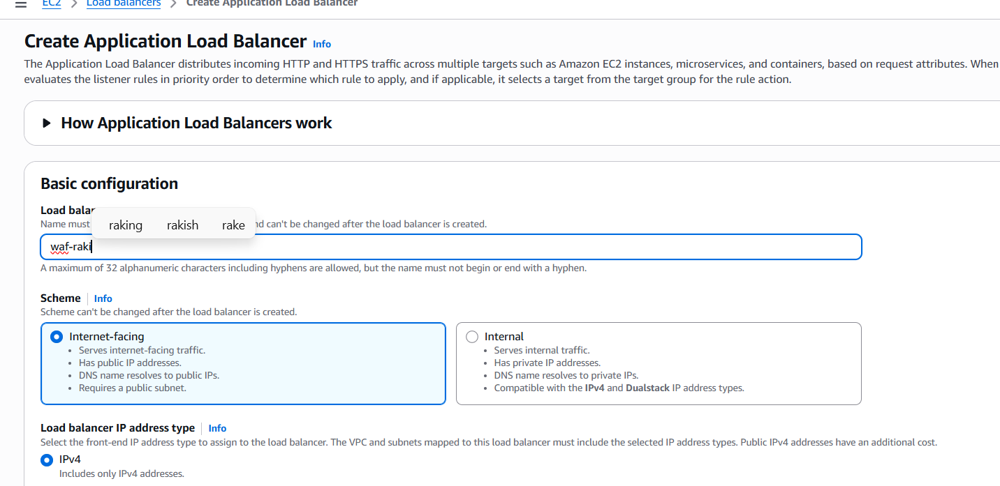 EC2 > Load balancers > Create Application Load Balancer
Create Application Load Balancer Info
The Application Load Balancer distributes incoming HTTP and HTTPS traffic across multiple targets such as Amazon EC2 instances, microservices, and containers, based on request attributes. When
evaluates the listener rules in priority order to determine which rule to apply, and if applicable, it selects a target from the target group for the rule action.
How Application Load Balancers work
Basic configuration
Load balan
raking rakish rake
Name must nd can't be changed after the load balancer is created.
waf-raki
A maximum of 32 alphanumeric characters including hyphens are allowed, but the name must not begin or end with a hyphen.
Scheme Info
Scheme can't be changed after the load balancer is created.
Internet-facing
• Serves internet-facing traffic.
• Has public IP addresses.
• DNS name resolves to public IPs.
• Requires a public subnet.
Internal
• Serves internal traffic.
• Has private IP addresses.
• DNS name resolves to private IPs.
• Compatible with the IPv4 and Dualstack IP address types.
Load balancer IP address type Info
Select the front-end IP address type to assign to the load balancer. The VPC and subnets mapped to this load balancer must include the selected IP address types. Public IPv4 addresses have an additional cost.
IPv4
Includes only IPv4 addresses.